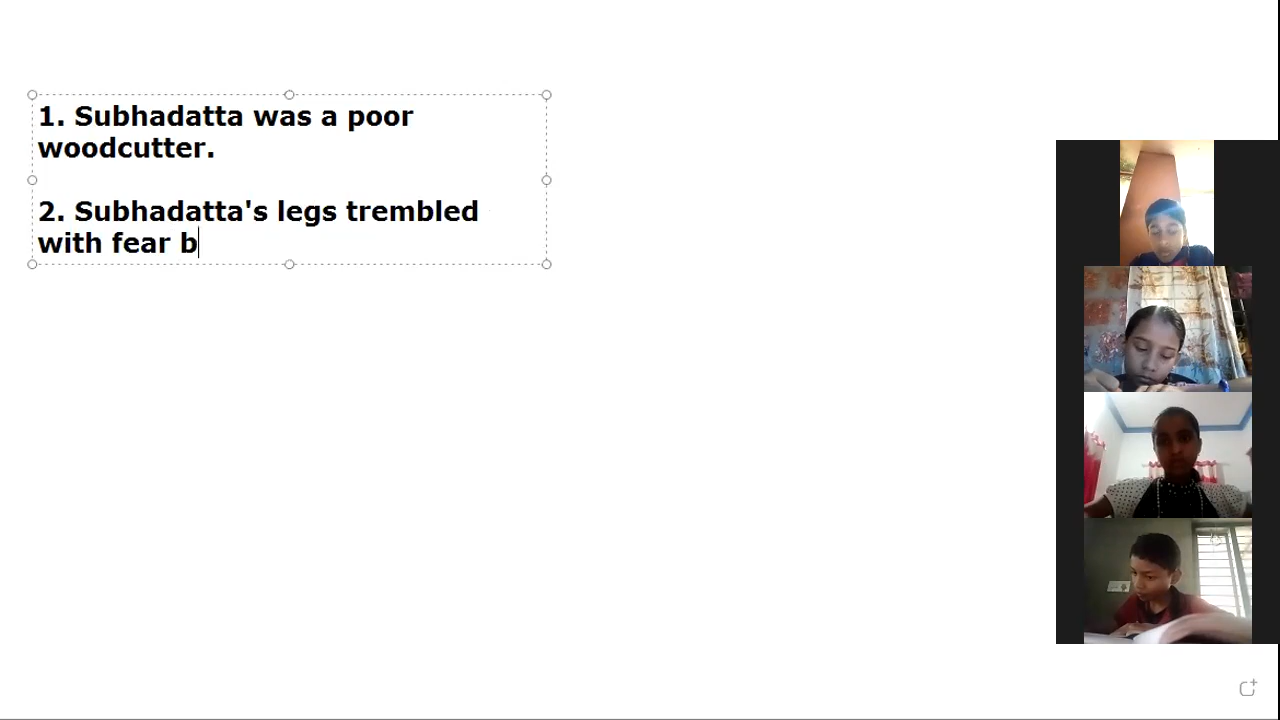 1. Subhadatta was a poor
woodcutter.
2. Subhadatta's legs trembled
with fear b